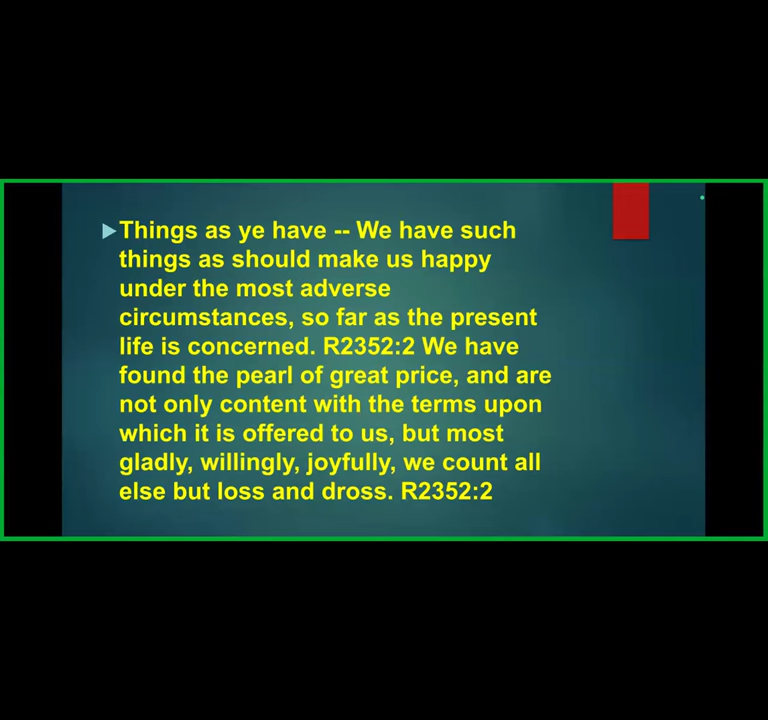 Things as ye have -- We have such
things as should make us happy
under the most adverse
circumstances, so far as the present
life is concerned. R2352:2 We have
found the pearl of great price, and are
not only content with the terms upon
which it is offered to us, but most
gladly, willingly, joyfully, we count all
else but loss and dross. R2352:2